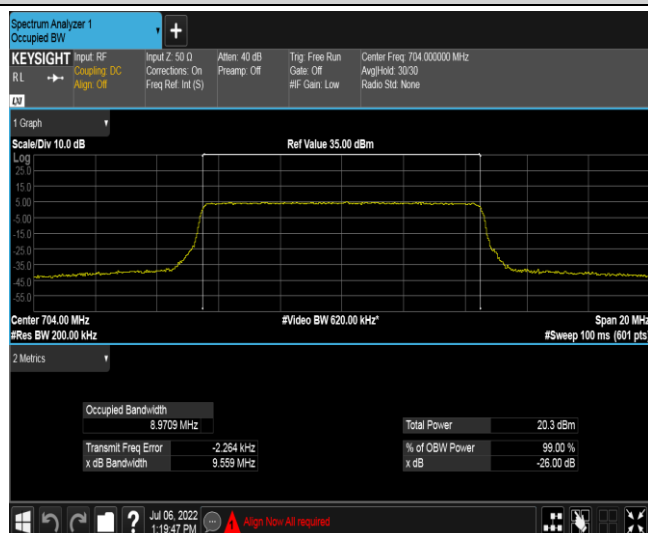 Spectrum Analyzer 1
Occupied BW
+
KEYSIGHT
RL
LXI
Input: RF
Coupling: DC
Align: Off
Input Z: 50 Ω
Corrections: On
Freq Ref: Int (S)
Atten: 40 dB
Preamp: Off
Trig: Free Run
Gate: Off
#IF Gain: Low
Center Freq: 704.000000 MHz
Avg|Hold: 30/30
Radio Std: None
1 Graph
Scale/Div 10.0 dB
Ref Value 35.00 dBm
Log
25.0
15.0
5.00
-5.00
-15.0
-25.0
-35.0
-45.0
-55.0
Center 704.00 MHz
#Video BW 620.00 kHz*
Span 20 MHz
#Res BW 200.00 kHz
#Sweep 100 ms (601 pts)
2 Metrics
Occupied Bandwidth
8.9709 MHz
Total Power 20.3 dBm
Transmit Freq Error -2.264 kHz
% of OBW Power 99.00 %
x dB Bandwidth 9.559 MHz
x dB -26.00 dB
?
Jul 06, 2022
1:19:47 PM
1
Align Now All required